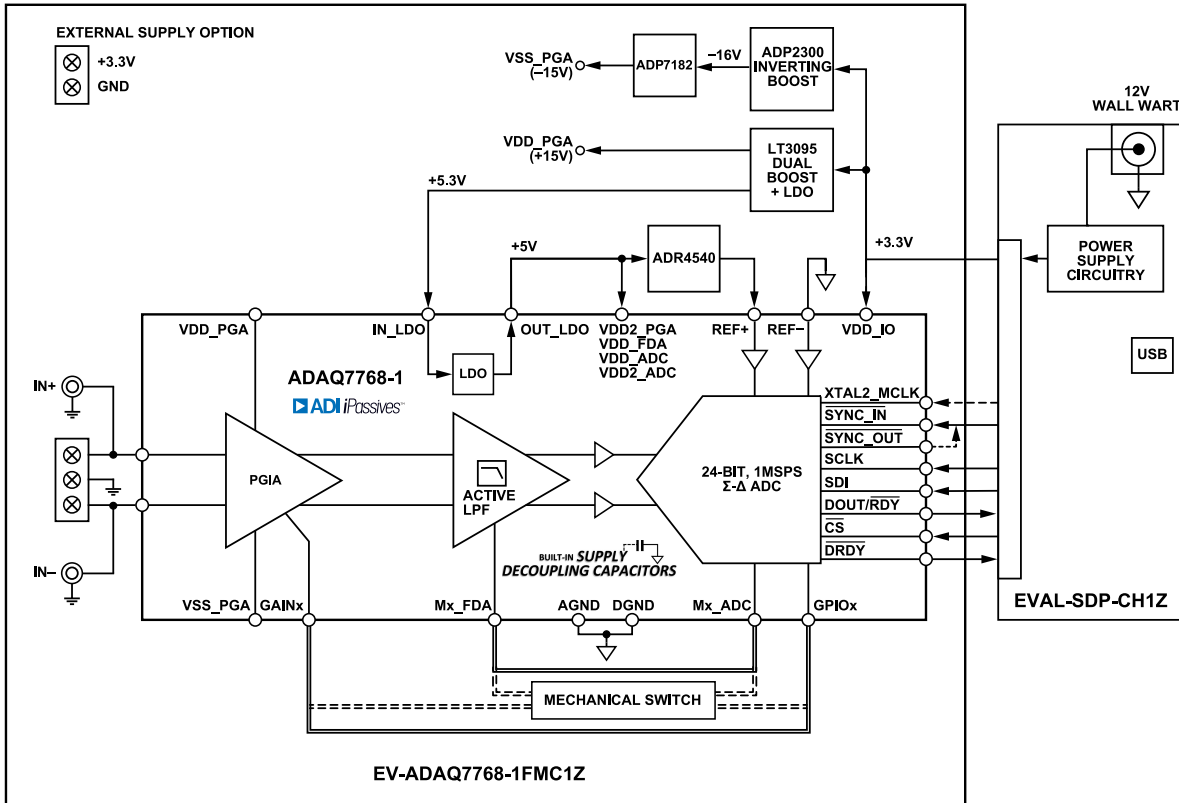 EXTERNAL SUPPLY OPTION
+3.3V
GND
VSS_PGA
(–15V)
ADP7182
–16V
ADP2300
INVERTING
BOOST
VDD_PGA
(+15V)
LT3095
DUAL
BOOST
+ LDO
+5.3V
+5V
ADR4540
+3.3V
12V
WALL WART
POWER
SUPPLY
CIRCUITRY
USB
EVAL-SDP-CH1Z
VDD_PGA
IN_LDO
OUT_LDO
VDD2_PGA
VDD_FDA
VDD_ADC
VDD2_ADC
REF+
REF–
VDD_IO
LDO
ADAQ7768-1
ADI iPassives™
IN+
IN–
PGIA
ACTIVE
LPF
24-BIT, 1MSPS
Σ-Δ ADC
XTAL2_MCLK
SYNC_IN
SYNC_OUT
SCLK
SDI
DOUT/RDY
CS
DRDY
BUILT-IN SUPPLY
DECOUPLING CAPACITORS
VSS_PGA
GAINx
Mx_FDA
AGND
DGND
Mx_ADC
GPIOx
MECHANICAL SWITCH
EV-ADAQ7768-1FMC1Z